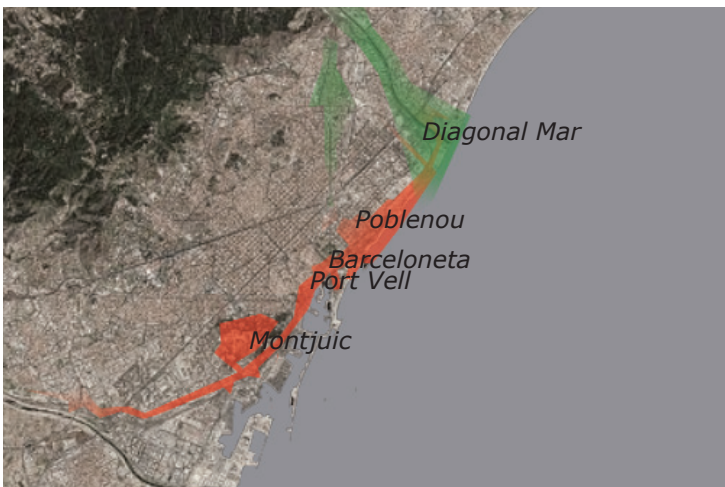 Diagonal Mar
Poblenou
Barceloneta
Port Vell
Montjuic